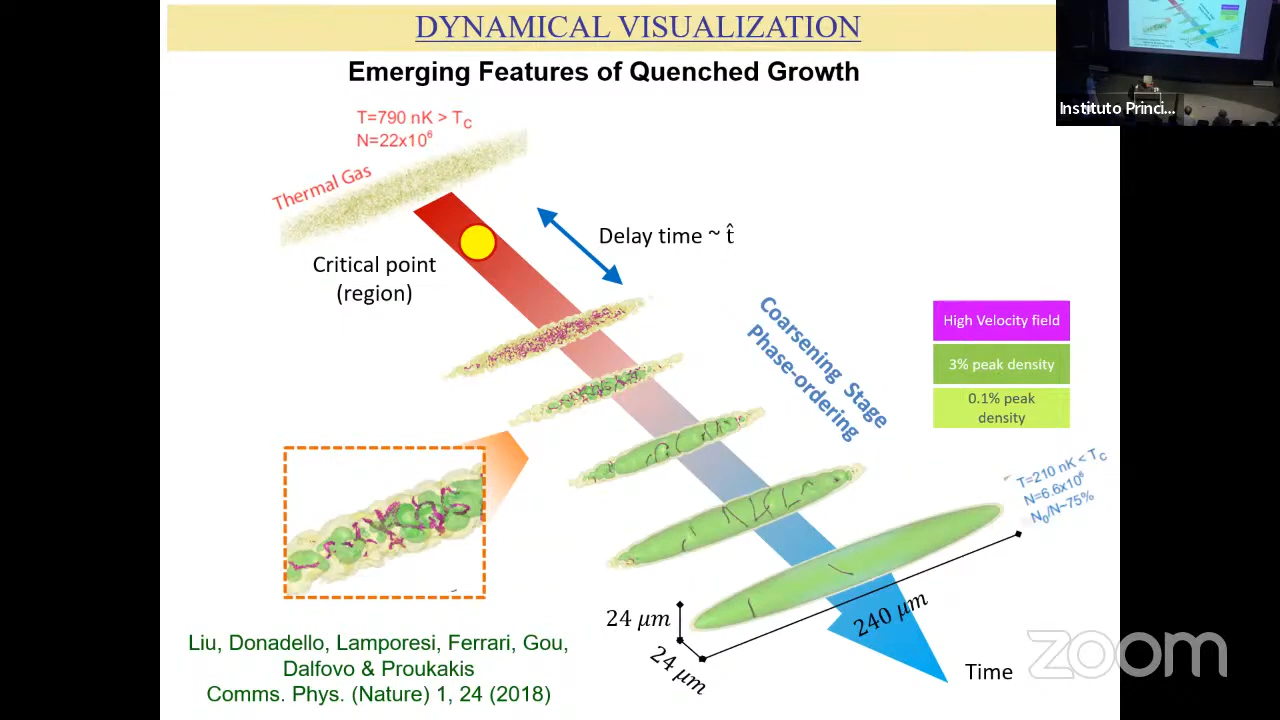 DYNAMICAL VISUALIZATION
Emerging Features of Quenched Growth
T=790 nK > T_C
N=22x10⁶
Thermal Gas
Critical point
(region)
Delay time ~ t̂
Coarsening Stage
Phase-ordering
High Velocity field
3% peak density
0.1% peak
density
T=210 nK < T_C
N=6.6x10⁶
N₀/N~75%
24 μm
24 μm
240 μm
Time
Liu, Donadello, Lamporesi, Ferrari, Gou,
Dalfovo & Proukakis
Comms. Phys. (Nature) 1, 24 (2018)
Instituto Princi...
zoom